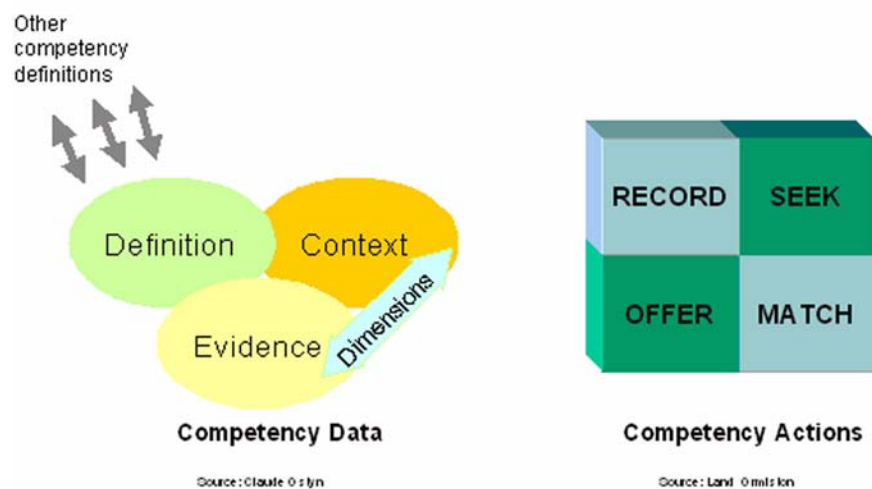 Other
competency
definitions
Definition
Context
Evidence
Dimensions
Competency Data
Source: Claude
RECORD
SEEK
OFFER
MATCH
Competency Actions
Source: